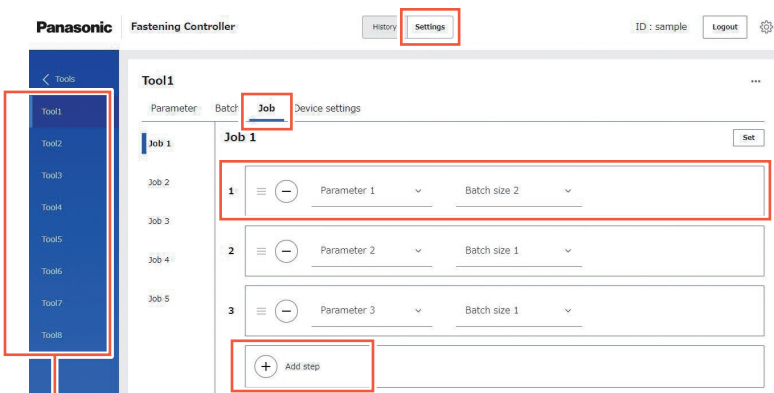 Panasonic Fastening Controller History Settings ID : sample Logout
Tools
Tool1
Tool2
Tool3
Tool4
Tool5
Tool6
Tool7
Tool8
Tool1
...
Parameter Batch Job Device settings
Job 1
Job 2
Job 3
Job 4
Job 5
Job 1 Set
1 Parameter 1 Batch size 2
2 Parameter 2 Batch size 1
3 Parameter 3 Batch size 1
Add step